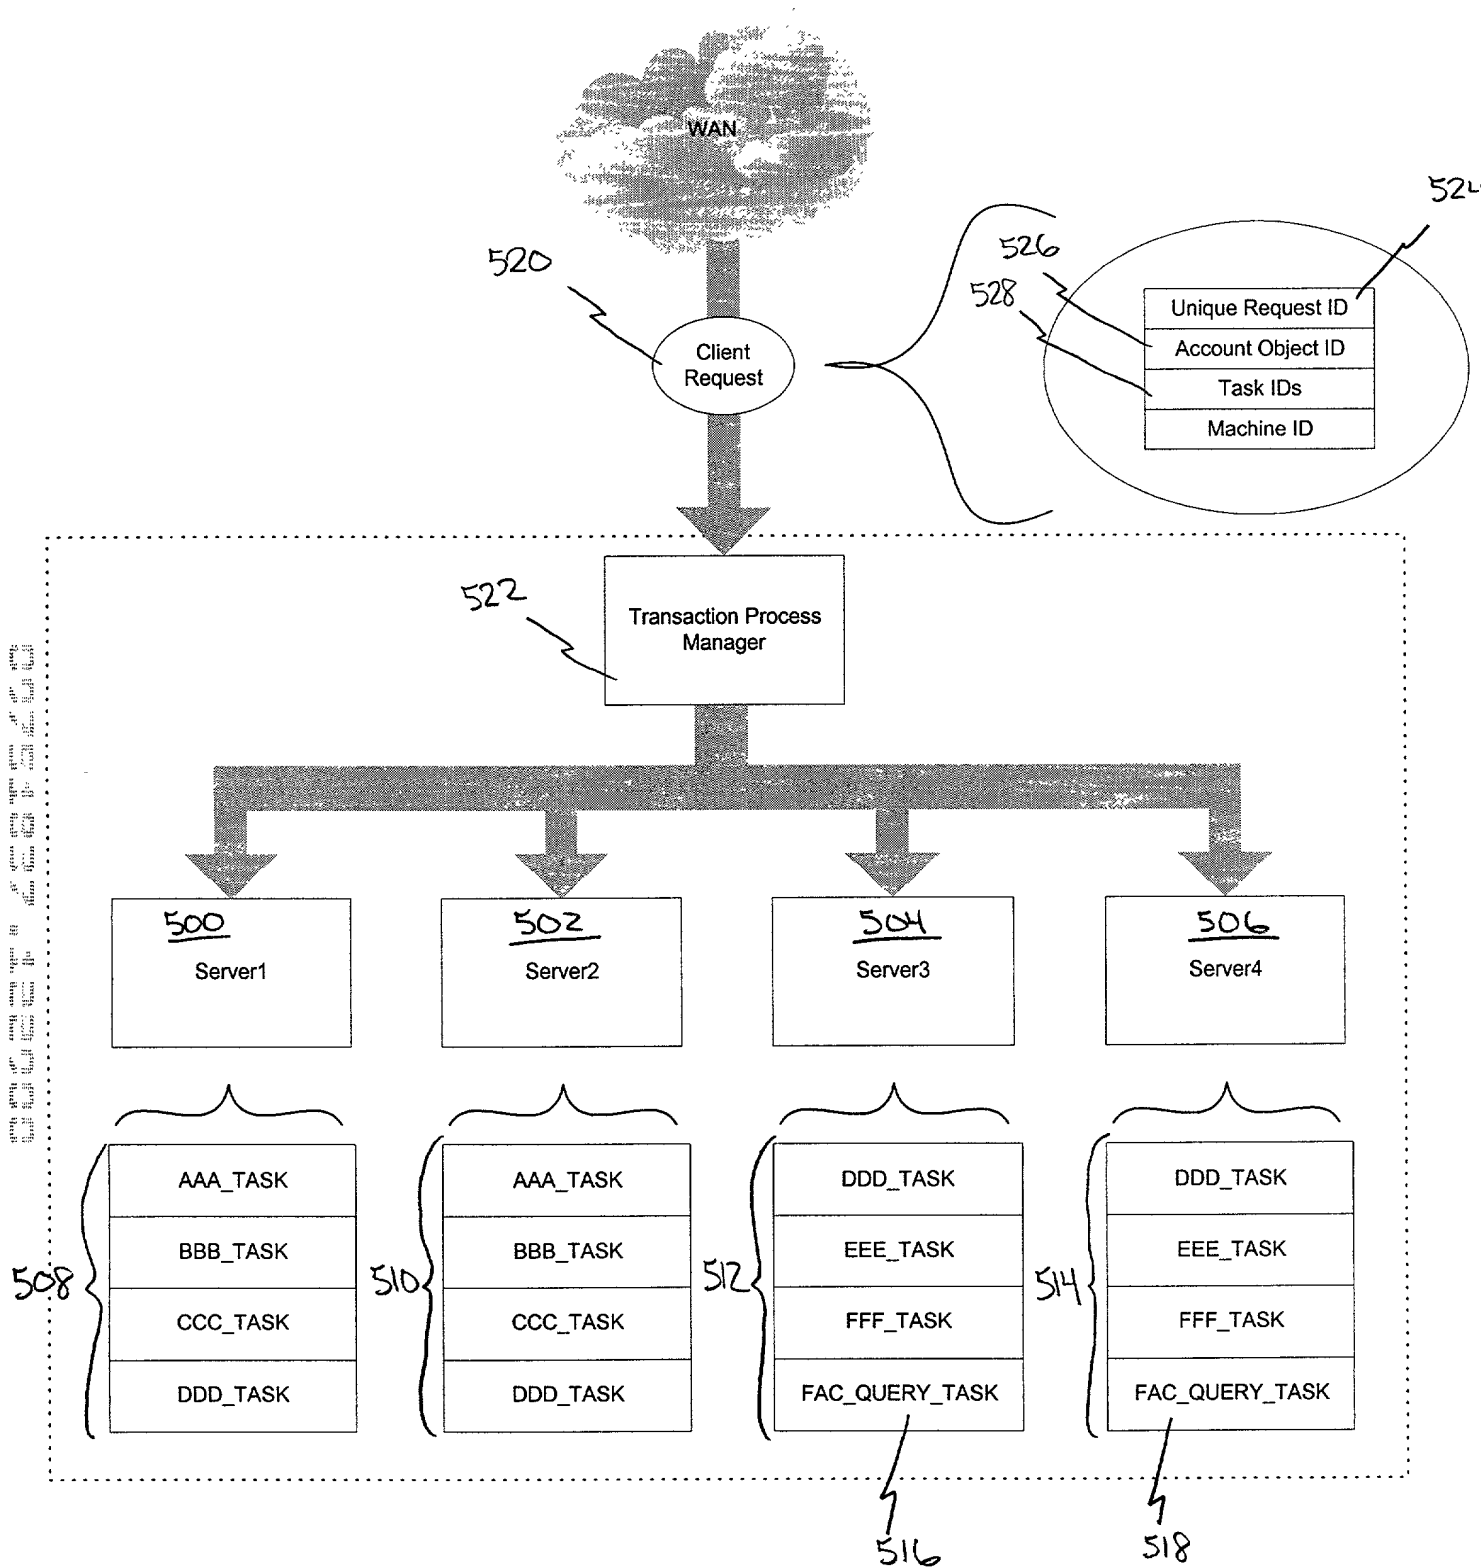 WAN
524
526
520
528
Unique Request ID
Account Object ID
Task IDs
Machine ID
Client
Request
522
Transaction Process
Manager
500
Server1
502
Server2
504
Server3
506
Server4
508
AAA_TASK
BBB_TASK
CCC_TASK
DDD_TASK
510
AAA_TASK
BBB_TASK
CCC_TASK
DDD_TASK
512
DDD_TASK
EEE_TASK
FFF_TASK
FAC_QUERY_TASK
514
DDD_TASK
EEE_TASK
FFF_TASK
FAC_QUERY_TASK
516
518